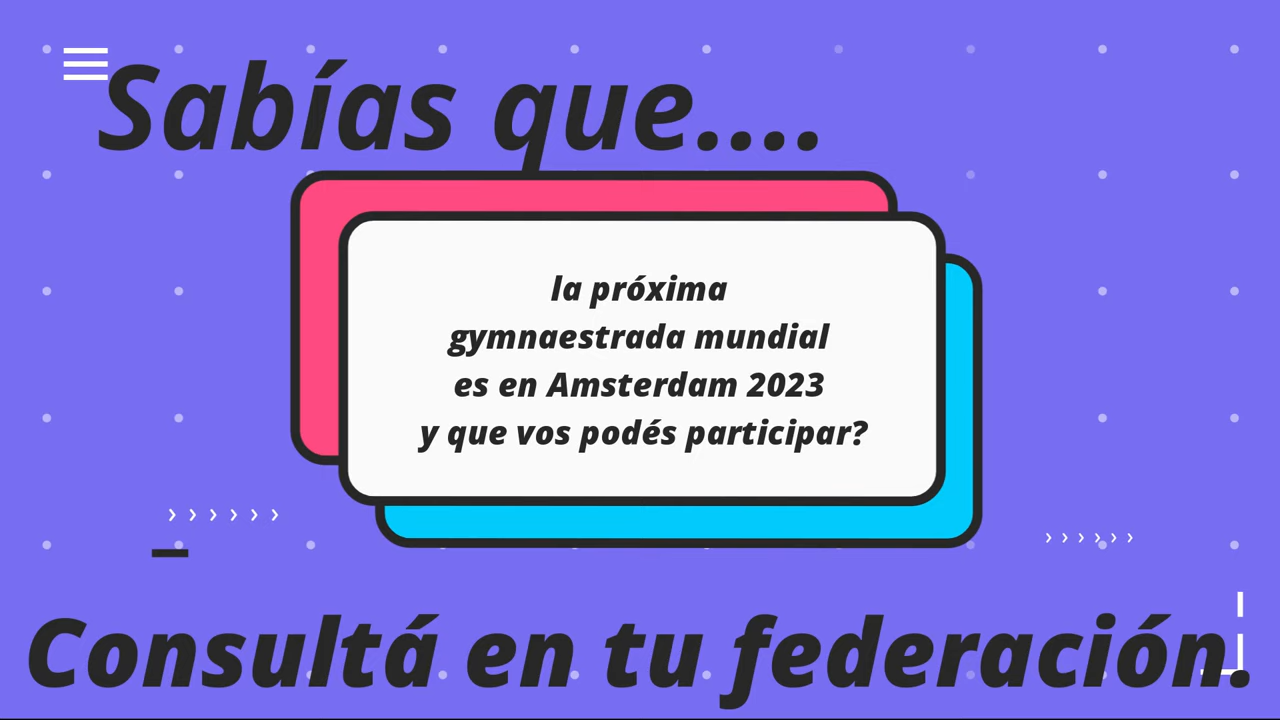 Sabías que....
la próxima
gymnaestrada mundial
es en Amsterdam 2023
y que vos podés participar?
Consultá en tu federación.